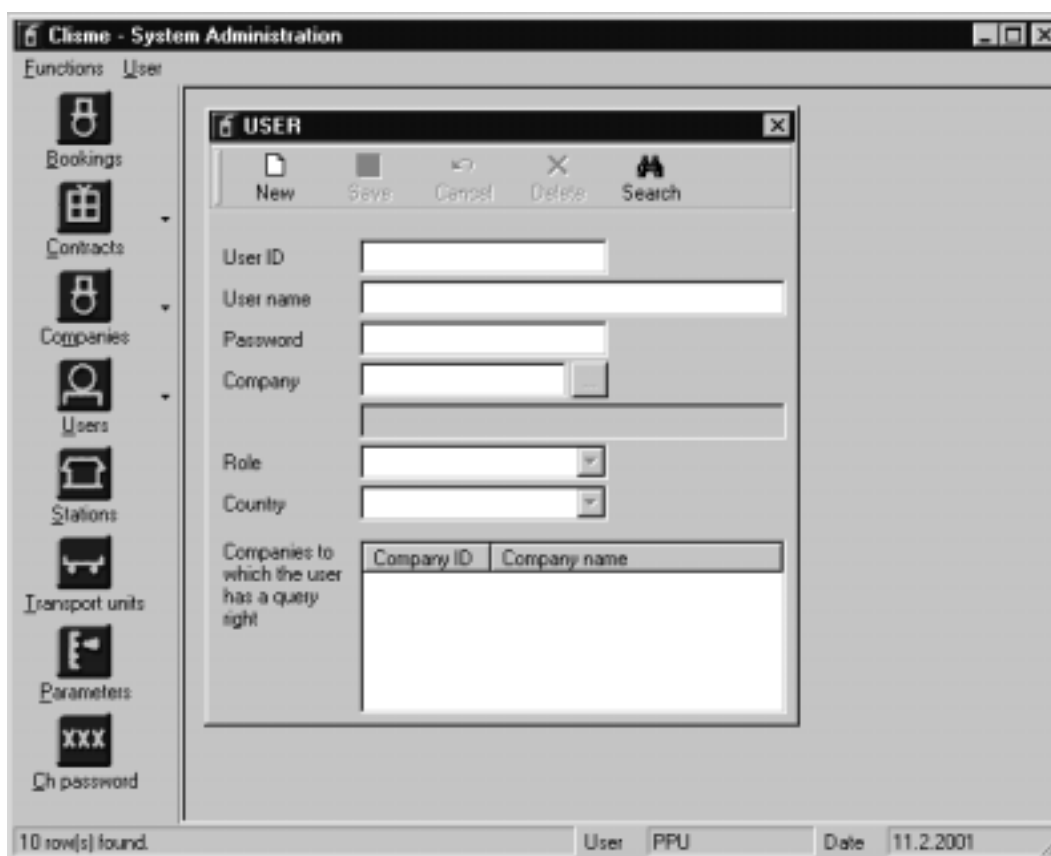 Clisme - System Administration
Functions User
Bookings
Contracts
Companies
Users
Stations
Transport units
Parameters
XXX
Ch password
USER
New Save Cancel Delete Search
User ID
User name
Password
Company
...
Role
Country
Companies to
which the user
has a query
right
Company ID Company name
10 row(s) found. User PPU Date 11.2.2001